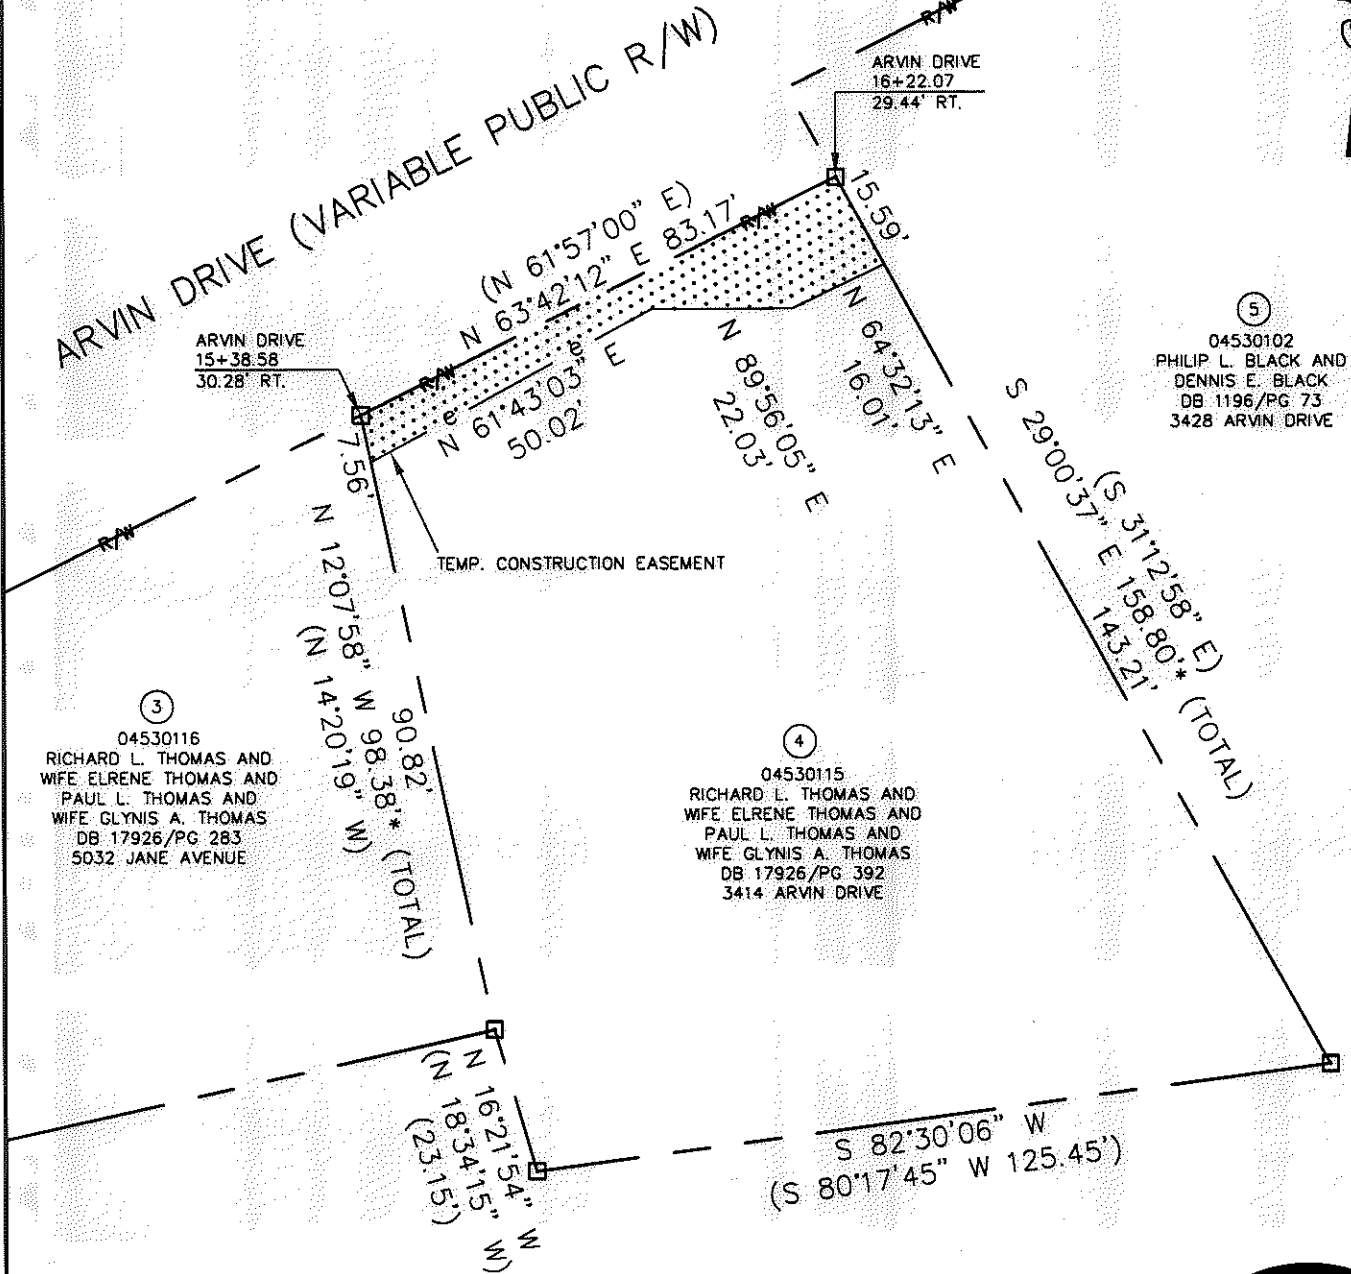 R/W
ARVIN DRIVE (VARIABLE PUBLIC R/W)
ARVIN DRIVE
16+22.07
29.44' RT.
15.59'
(N 61°57'00" E)
N 63°42'12" E 83.17'
R/W
ARVIN DRIVE
15+38.58
30.28' RT.
R/W
e
e
N 61°43'03" E
50.02'
N 89°56'05" E
22.03'
N 64°32'13" E
16.01'
5
04530102
PHILIP L. BLACK AND
DENNIS E. BLACK
DB 1196/PG 73
3428 ARVIN DRIVE
7.56'
R/W
TEMP. CONSTRUCTION EASEMENT
(S 31°12'58" E)
S 29°00'37" E 158.80'* (TOTAL)
143.21'
90.82'
N 12°07'58" W 98.38'* (TOTAL)
(N 14°20'19" W)
3
04530116
RICHARD L. THOMAS AND
WIFE ELRENE THOMAS AND
PAUL L. THOMAS AND
WIFE GLYNIS A. THOMAS
DB 17926/PG 283
5032 JANE AVENUE
4
04530115
RICHARD L. THOMAS AND
WIFE ELRENE THOMAS AND
PAUL L. THOMAS AND
WIFE GLYNIS A. THOMAS
DB 17926/PG 392
3414 ARVIN DRIVE
N 16°21'54" W
(N 18°34'15" W)
(23.15')
S 82°30'06" W
(S 80°17'45" W 125.45')